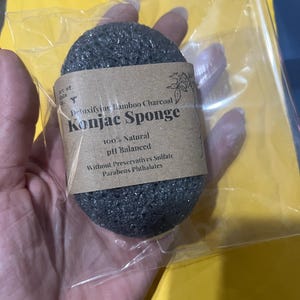 Detoxifying Bamboo Charcoal
Konjac Sponge
100% Natural
pH Balanced
Without Preservatives Sulfate
Parabens Phthalates